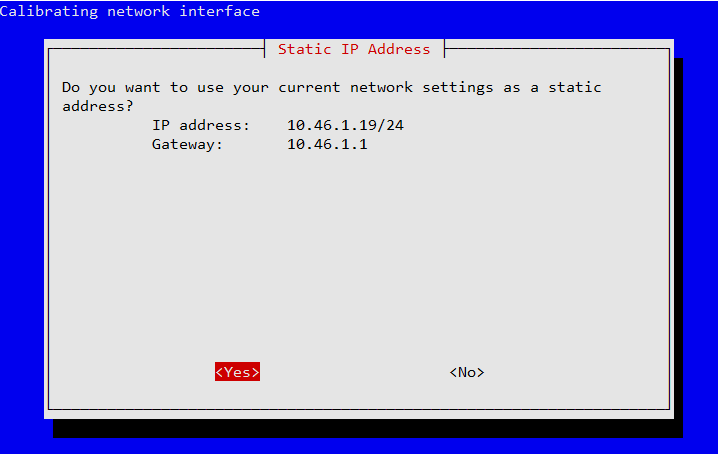 Calibrating network interface
Static IP Address
Do you want to use your current network settings as a static
address?
IP address: 10.46.1.19/24
Gateway: 10.46.1.1
<Yes> <No>